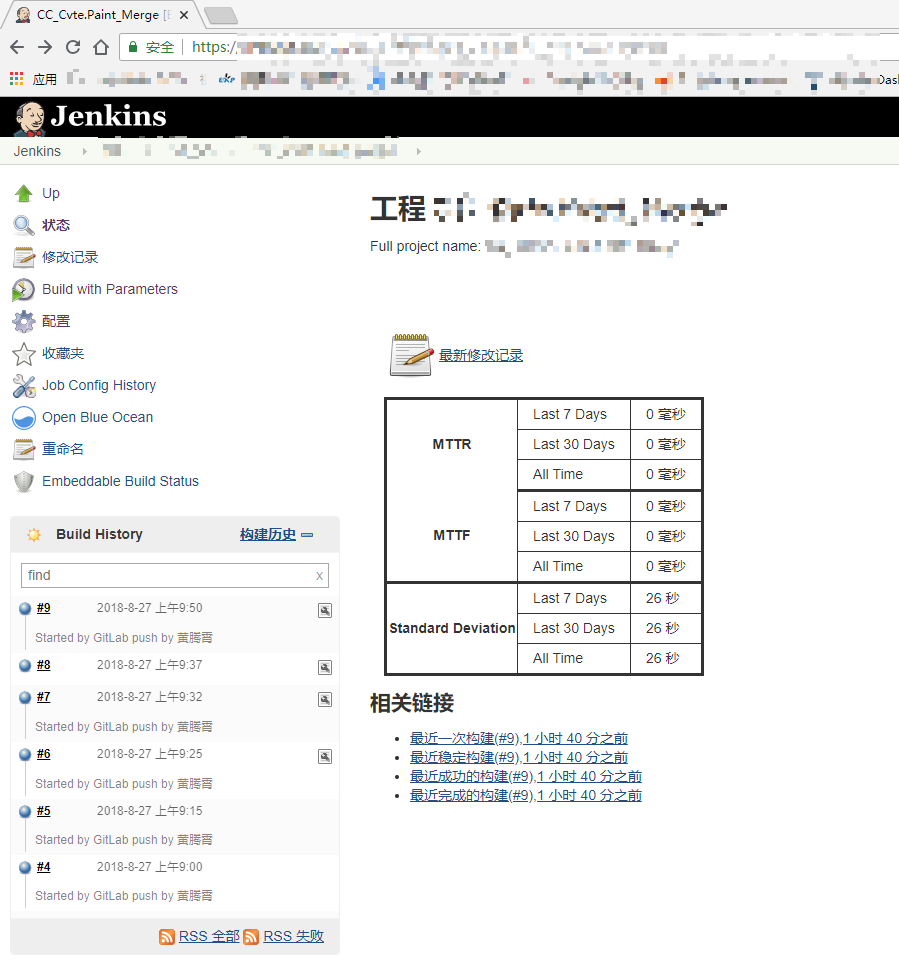 CC_Cvte.Paint_Merge [
安全 https:/
应用
Das
Jenkins
Jenkins
Up
状态
修改记录
Build with Parameters
配置
收藏夹
Job Config History
Open Blue Ocean
重命名
Embeddable Build Status
Build History 构建历史
find x
#9 2018-8-27 上午9:50
Started by GitLab push by 黄腾霄
#8 2018-8-27 上午9:37
#7 2018-8-27 上午9:32
Started by GitLab push by 黄腾霄
#6 2018-8-27 上午9:25
Started by GitLab push by 黄腾霄
#5 2018-8-27 上午9:15
Started by GitLab push by 黄腾霄
#4 2018-8-27 上午9:00
Started by GitLab push by 黄腾霄
RSS 全部 RSS 失败
工程
Full project name:
最新修改记录
MTTR
Last 7 Days 0 毫秒
Last 30 Days 0 毫秒
All Time 0 毫秒
MTTF
Last 7 Days 0 毫秒
Last 30 Days 0 毫秒
All Time 0 毫秒
Standard Deviation
Last 7 Days 26 秒
Last 30 Days 26 秒
All Time 26 秒
相关链接
最近一次构建(#9),1 小时 40 分之前
最近稳定构建(#9),1 小时 40 分之前
最近成功的构建(#9),1 小时 40 分之前
最近完成的构建(#9),1 小时 40 分之前